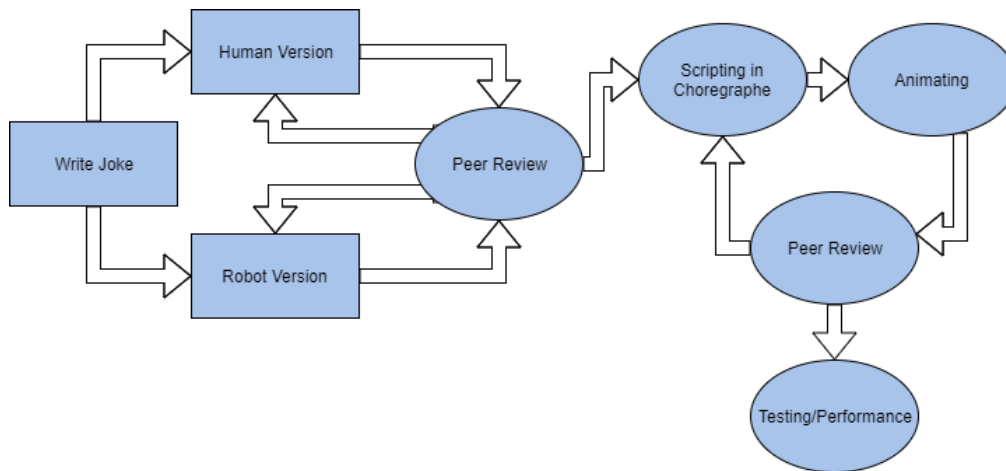 Human Version
Write Joke
Robot Version
Peer Review
Scripting in
Choregraphe
Animating
Peer Review
Testing/Performance